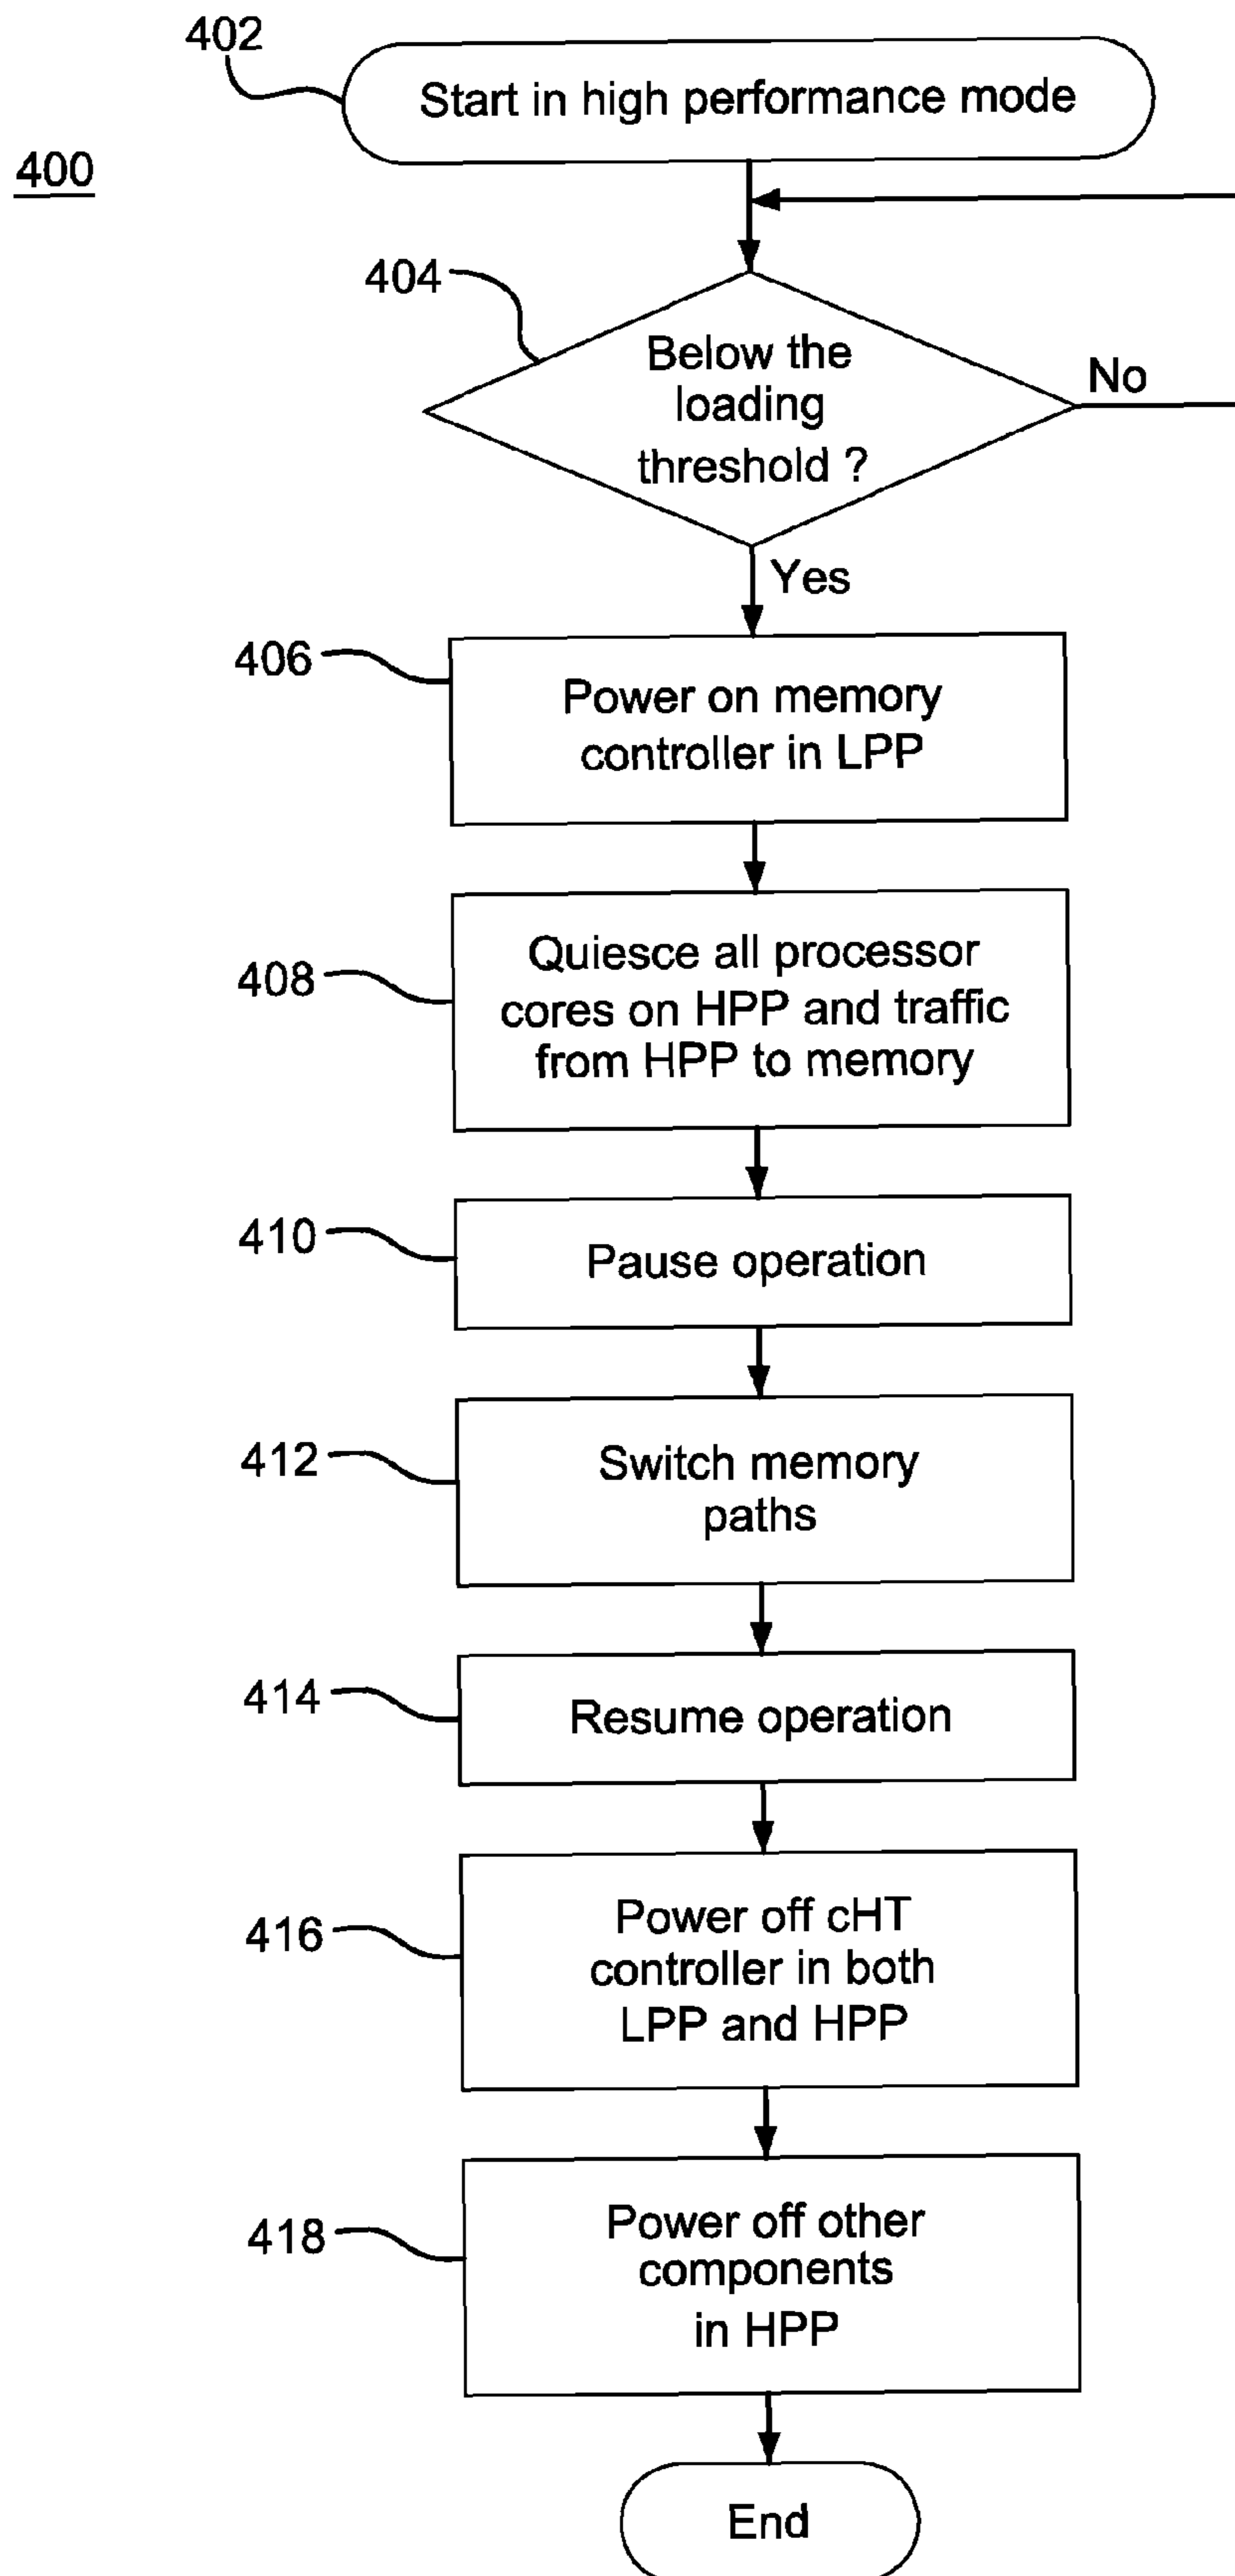 402
Start in high performance mode
400
404
Below the
loading
threshold ?
No
Yes
406
Power on memory
controller in LPP
408
Quiesce all processor
cores on HPP and traffic
from HPP to memory
410
Pause operation
412
Switch memory
paths
414
Resume operation
416
Power off cHT
controller in both
LPP and HPP
418
Power off other
components
in HPP
End